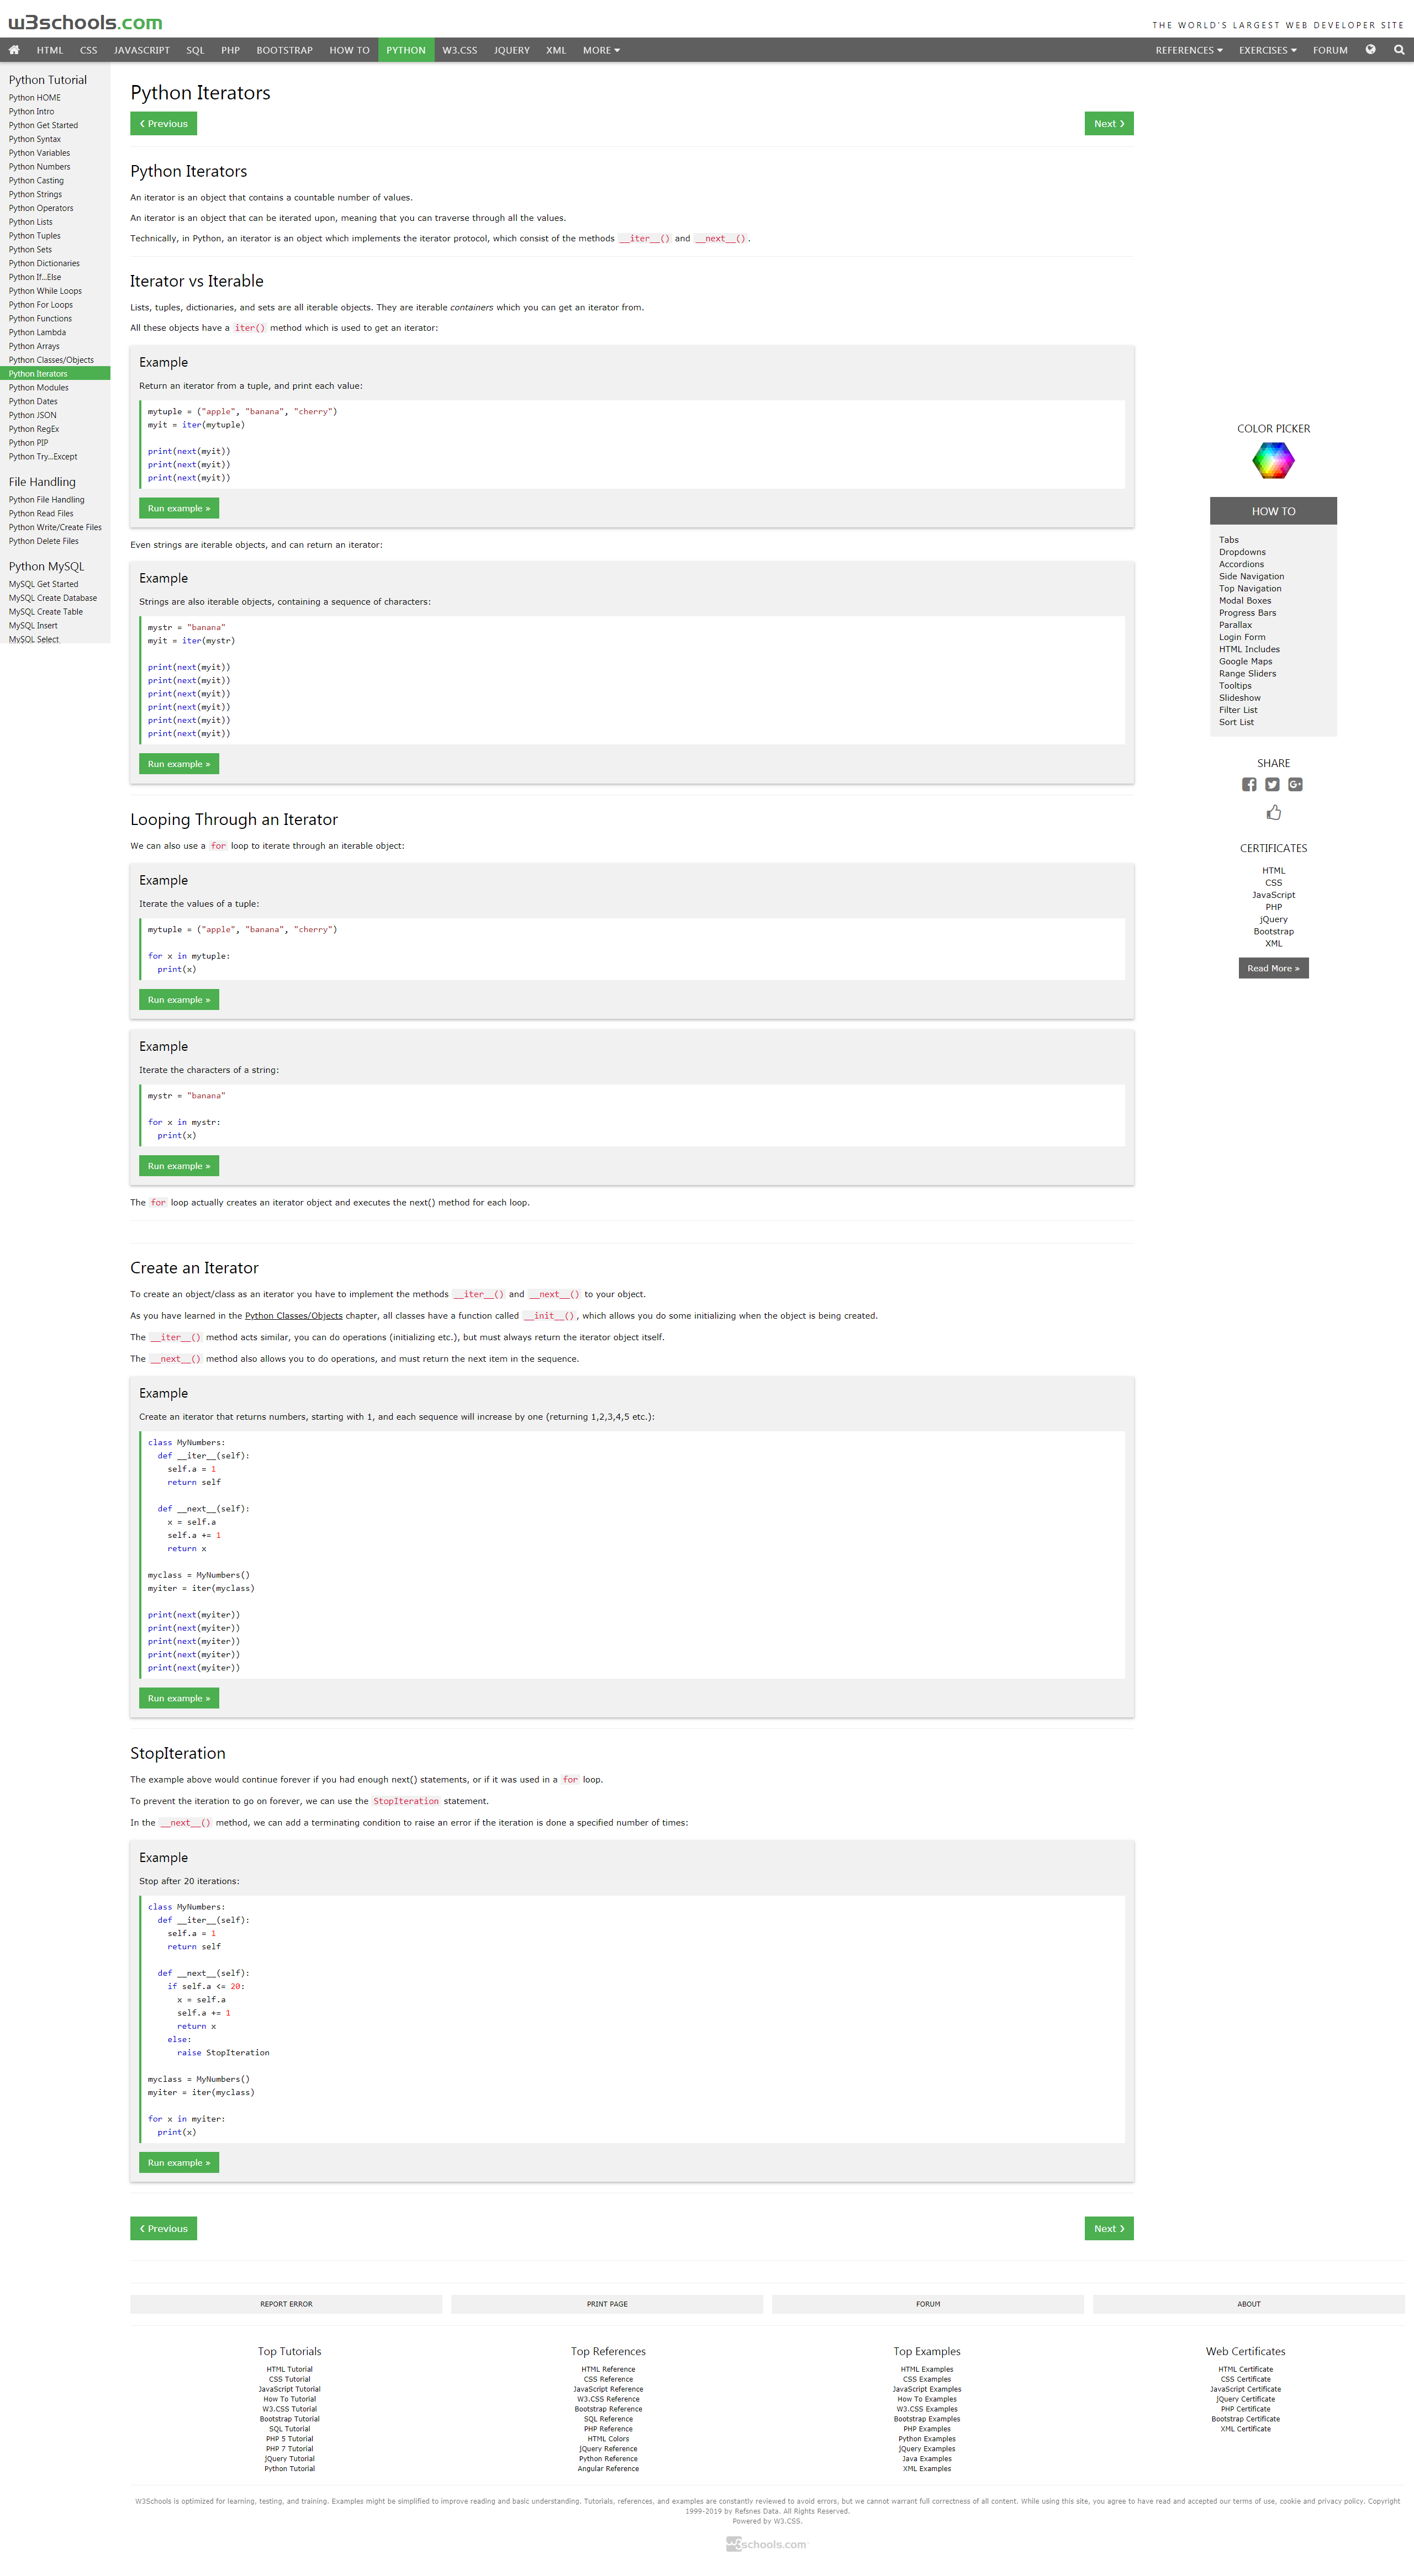 w3schools.com
THE WORLD'S LARGEST WEB DEVELOPER SITE
HTML CSS JAVASCRIPT SQL PHP BOOTSTRAP HOW TO PYTHON W3.CSS JQUERY XML MORE REFERENCES EXERCISES FORUM
Python Tutorial
Python HOME
Python Intro
Python Get Started
Python Syntax
Python Variables
Python Numbers
Python Casting
Python Strings
Python Operators
Python Lists
Python Tuples
Python Sets
Python Dictionaries
Python If...Else
Python While Loops
Python For Loops
Python Functions
Python Lambda
Python Arrays
Python Classes/Objects
Python Iterators
Python Modules
Python Dates
Python JSON
Python RegEx
Python PIP
Python Try...Except
File Handling
Python File Handling
Python Read Files
Python Write/Create Files
Python Delete Files
Python MySQL
MySQL Get Started
MySQL Create Database
MySQL Create Table
MySQL Insert
MySQL Select
Python Iterators
❮ Previous
Next ❯
Python Iterators
An iterator is an object that contains a countable number of values.
An iterator is an object that can be iterated upon, meaning that you can traverse through all the values.
Technically, in Python, an iterator is an object which implements the iterator protocol, which consist of the methods __iter__() and __next__().
Iterator vs Iterable
Lists, tuples, dictionaries, and sets are all iterable objects. They are iterable containers which you can get an iterator from.
All these objects have a iter() method which is used to get an iterator:
Example
Return an iterator from a tuple, and print each value:
mytuple = ("apple", "banana", "cherry")
myit = iter(mytuple)
print(next(myit))
print(next(myit))
print(next(myit))
Run example »
Even strings are iterable objects, and can return an iterator:
Example
Strings are also iterable objects, containing a sequence of characters:
mystr = "banana"
myit = iter(mystr)
print(next(myit))
print(next(myit))
print(next(myit))
print(next(myit))
print(next(myit))
print(next(myit))
Run example »
Looping Through an Iterator
We can also use a for loop to iterate through an iterable object:
Example
Iterate the values of a tuple:
mytuple = ("apple", "banana", "cherry")
for x in mytuple:
  print(x)
Run example »
Example
Iterate the characters of a string:
mystr = "banana"
for x in mystr:
  print(x)
Run example »
The for loop actually creates an iterator object and executes the next() method for each loop.
Create an Iterator
To create an object/class as an iterator you have to implement the methods __iter__() and __next__() to your object.
As you have learned in the Python Classes/Objects chapter, all classes have a function called __init__(), which allows you do some initializing when the object is being created.
The __iter__() method acts similar, you can do operations (initializing etc.), but must always return the iterator object itself.
The __next__() method also allows you to do operations, and must return the next item in the sequence.
Example
Create an iterator that returns numbers, starting with 1, and each sequence will increase by one (returning 1,2,3,4,5 etc.):
class MyNumbers:
  def __iter__(self):
    self.a = 1
    return self
  def __next__(self):
    x = self.a
    self.a += 1
    return x
myclass = MyNumbers()
myiter = iter(myclass)
print(next(myiter))
print(next(myiter))
print(next(myiter))
print(next(myiter))
print(next(myiter))
Run example »
StopIteration
The example above would continue forever if you had enough next() statements, or if it was used in a for loop.
To prevent the iteration to go on forever, we can use the StopIteration statement.
In the __next__() method, we can add a terminating condition to raise an error if the iteration is done a specified number of times:
Example
Stop after 20 iterations:
class MyNumbers:
  def __iter__(self):
    self.a = 1
    return self
  def __next__(self):
    if self.a <= 20:
      x = self.a
      self.a += 1
      return x
    else:
      raise StopIteration
myclass = MyNumbers()
myiter = iter(myclass)
for x in myiter:
  print(x)
Run example »
❮ Previous
Next ❯
COLOR PICKER
HOW TO
Tabs
Dropdowns
Accordions
Side Navigation
Top Navigation
Modal Boxes
Progress Bars
Parallax
Login Form
HTML Includes
Google Maps
Range Sliders
Tooltips
Slideshow
Filter List
Sort List
SHARE
CERTIFICATES
HTML
CSS
JavaScript
PHP
jQuery
Bootstrap
XML
Read More »
REPORT ERROR
PRINT PAGE
FORUM
ABOUT
Top Tutorials
HTML Tutorial
CSS Tutorial
JavaScript Tutorial
How To Tutorial
W3.CSS Tutorial
Bootstrap Tutorial
SQL Tutorial
PHP 5 Tutorial
PHP 7 Tutorial
jQuery Tutorial
Python Tutorial
Top References
HTML Reference
CSS Reference
JavaScript Reference
W3.CSS Reference
Bootstrap Reference
SQL Reference
PHP Reference
HTML Colors
jQuery Reference
Python Reference
Angular Reference
Top Examples
HTML Examples
CSS Examples
JavaScript Examples
How To Examples
W3.CSS Examples
Bootstrap Examples
PHP Examples
Python Examples
jQuery Examples
Java Examples
XML Examples
Web Certificates
HTML Certificate
CSS Certificate
JavaScript Certificate
jQuery Certificate
PHP Certificate
Bootstrap Certificate
XML Certificate
W3Schools is optimized for learning, testing, and training. Examples might be simplified to improve reading and basic understanding. Tutorials, references, and examples are constantly reviewed to avoid errors, but we cannot warrant full correctness of all content. While using this site, you agree to have read and accepted our terms of use, cookie and privacy policy. Copyright
1999-2019 by Refsnes Data. All Rights Reserved.
Powered by W3.CSS.
w3schools.com